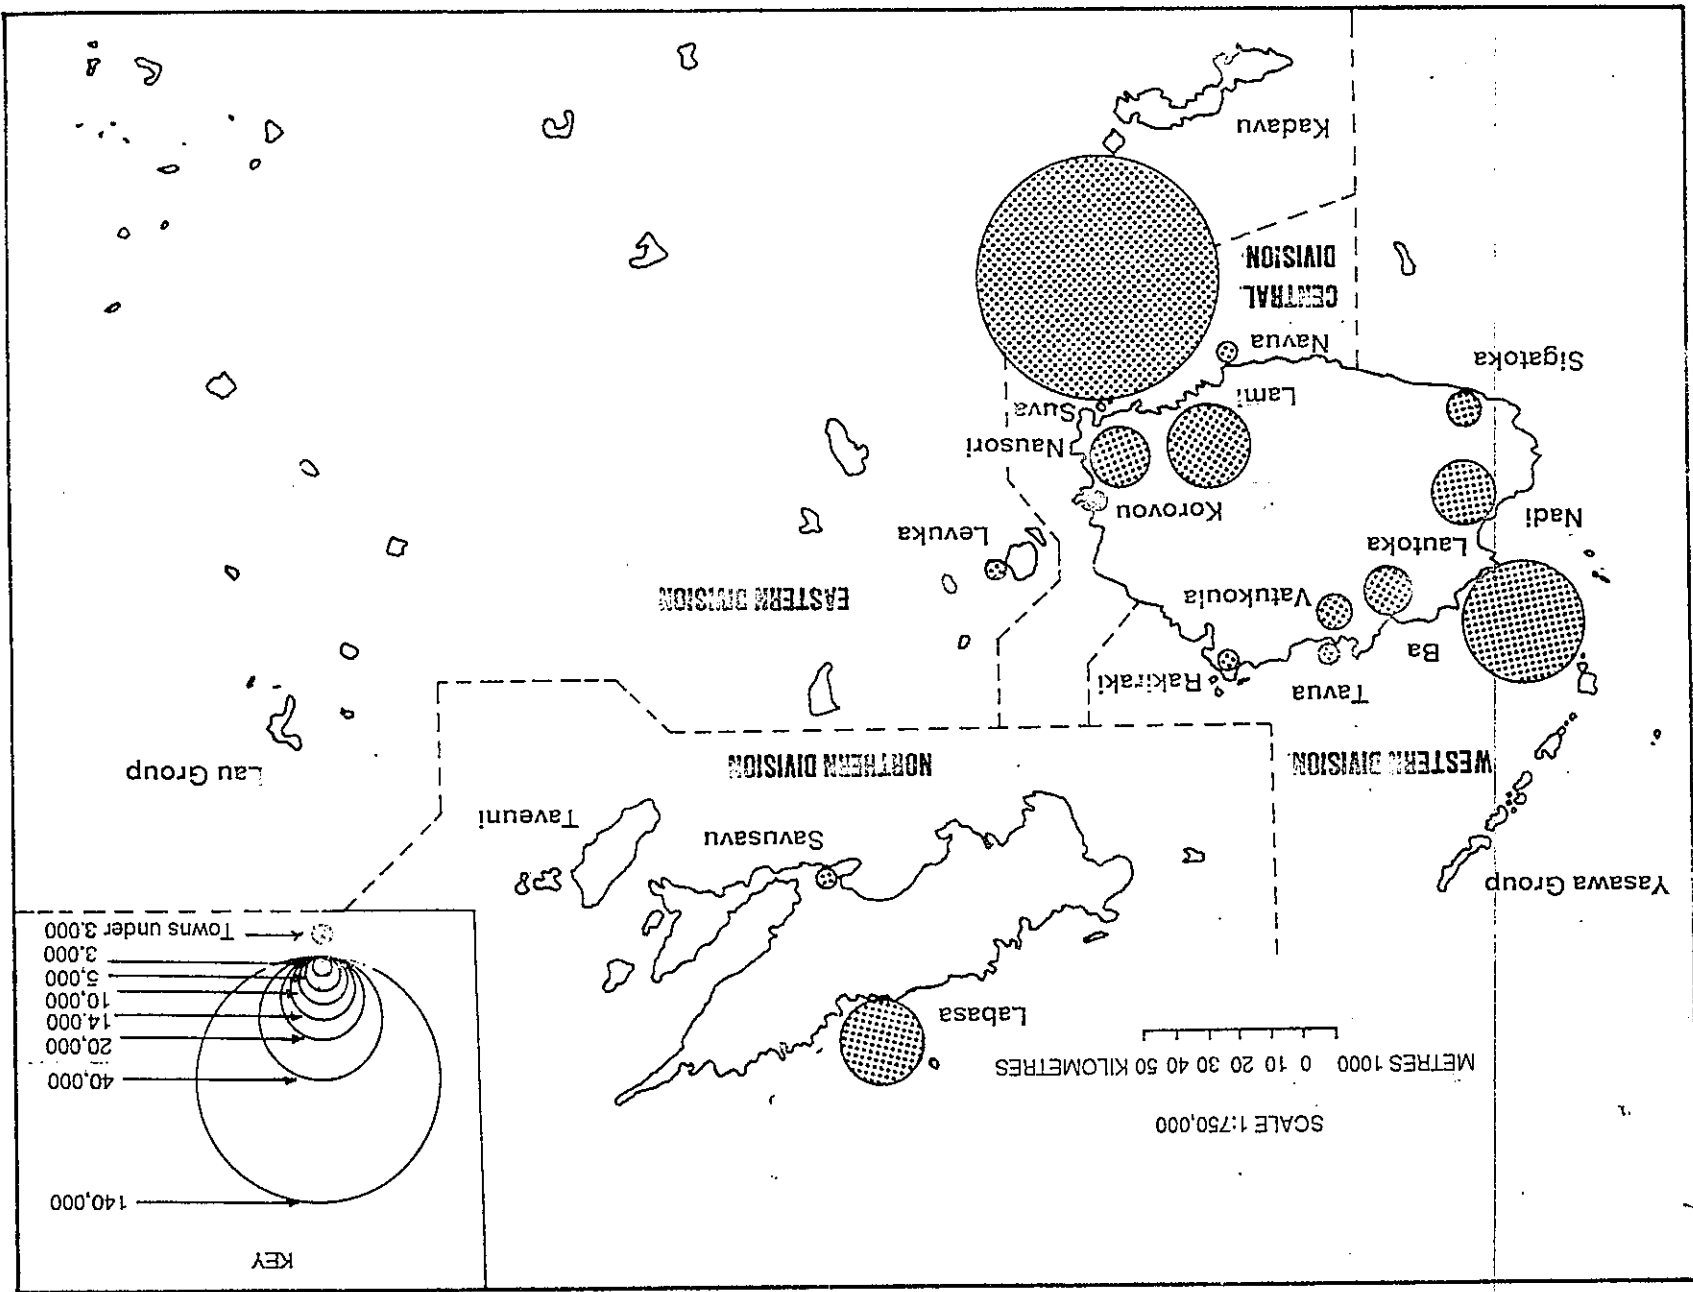 KEY
140,000
40,000
20,000
14,000
10,000
5,000
3,000
Towns under 3,000
SCALE 1:750,000
METRES 1000 0 10 20 30 40 50 KILOMETRES
Labasa
Yasawa Group
Savusavu
Taveuni
WESTERN DIVISION
NORTHERN DIVISION
Lau Group
Tavua
Rakiraki
Ba
Vatukoula
EASTERN DIVISION
Lautoka
Levuka
Nadi
Korovou
Nausori
Suva
Lami
Sigatoka
Navua
CENTRAL
DIVISION
Kadavu